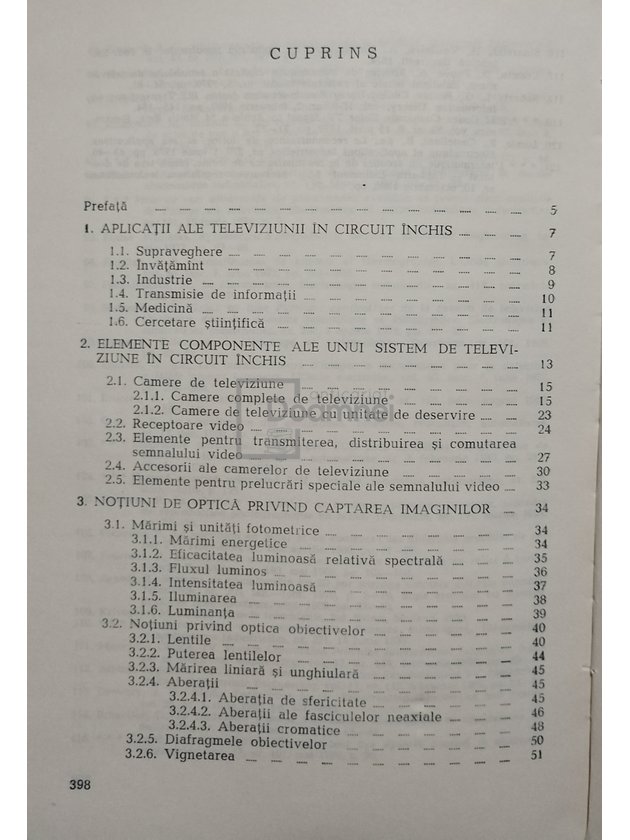 CUPRINS
Prefață 5
1. APLICAȚII ALE TELEVIZIUNII ÎN CIRCUIT ÎNCHIS 7
1.1. Supraveghere 7
1.2. Învățămînt 8
1.3. Industrie 9
1.4. Transmisie de informații 10
1.5. Medicină 11
1.6. Cercetare științifică 11
2. ELEMENTE COMPONENTE ALE UNUI SISTEM DE TELEVI-
ZIUNE ÎN CIRCUIT ÎNCHIS 13
2.1. Camere de televiziune 15
2.1.1. Camere complete de televiziune 15
2.1.2. Camere de televiziune cu unitate de deservire 23
2.2. Receptoare video 24
2.3. Elemente pentru transmiterea, distribuirea și comutarea
semnalului video 27
2.4. Accesorii ale camerelor de televiziune 30
2.5. Elemente pentru prelucrări speciale ale semnalului video 33
3. NOȚIUNI DE OPTICĂ PRIVIND CAPTAREA IMAGINILOR 34
3.1. Mărimi și unități fotometrice 34
3.1.1. Mărimi energetice 34
3.1.2. Eficacitatea luminoasă relativă spectrală 35
3.1.3. Fluxul luminos 36
3.1.4. Intensitatea luminoasă 37
3.1.5. Iluminarea 38
3.1.6. Luminanța 39
3.2. Noțiuni privind optica obiectivelor 40
3.2.1. Lentile 40
3.2.2. Puterea lentilelor 44
3.2.3. Mărirea liniară și unghiulară 45
3.2.4. Aberații 45
3.2.4.1. Aberația de sfericitate 45
3.2.4.2. Aberații ale fasciculelor neaxiale 46
3.2.4.3. Aberații cromatice 48
3.2.5. Diafragmele obiectivelor 50
3.2.6. Vignetarea 51
398